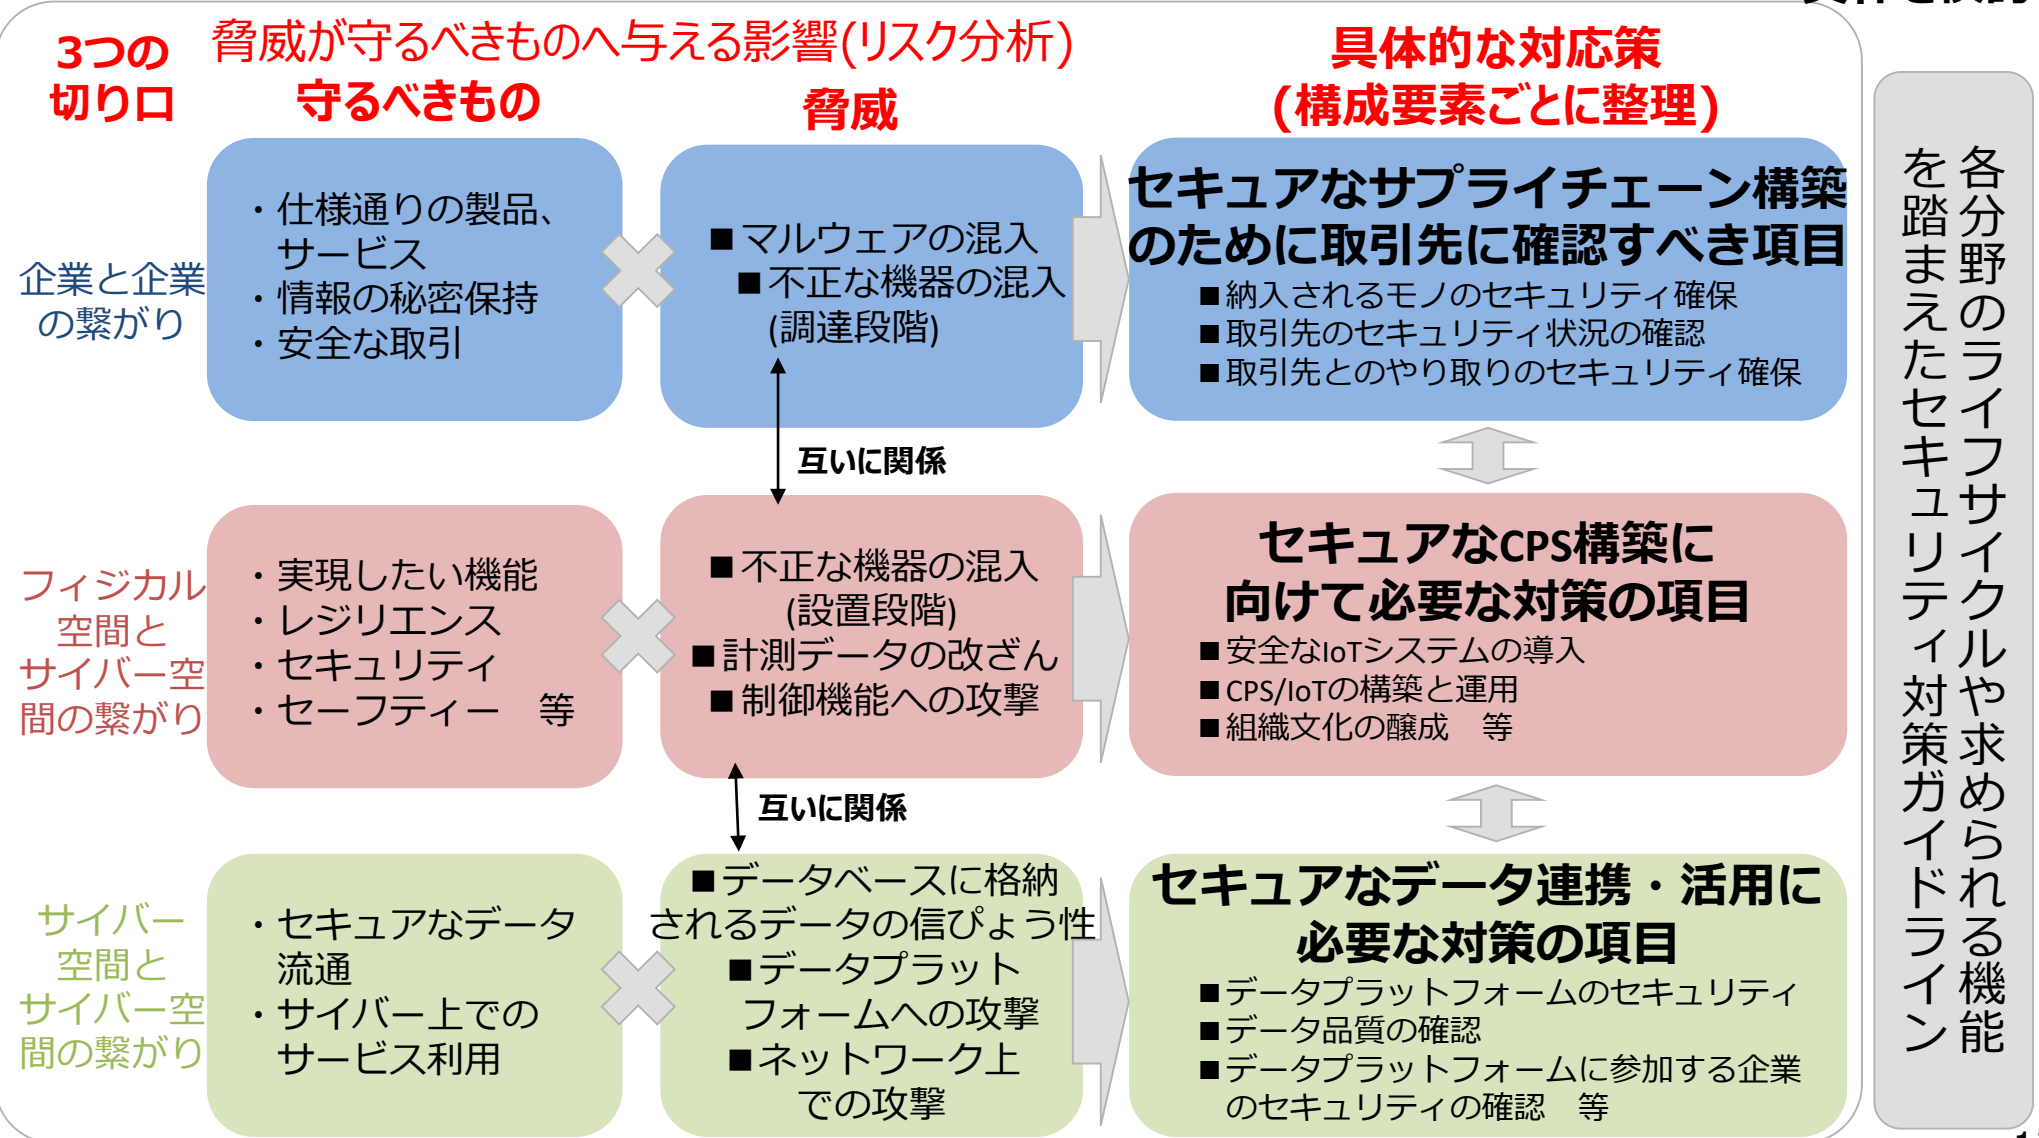 3つの
切り口
脅威が守るべきものへ与える影響(リスク分析)
守るべきもの
脅威
具体的な対応策
(構成要素ごとに整理)
企業と企業
の繋がり
・仕様通りの製品、
サービス
・情報の秘密保持
・安全な取引
■マルウェアの混入
■不正な機器の混入
(調達段階)
セキュアなサプライチェーン構築
のために取引先に確認すべき項目
■納入されるモノのセキュリティ確保
■取引先のセキュリティ状況の確認
■取引先とのやり取りのセキュリティ確保
互いに関係
フィジカル
空間と
サイバー空
間の繋がり
・実現したい機能
・レジリエンス
・セキュリティ
・セーフティー　等
■不正な機器の混入
(設置段階)
■計測データの改ざん
■制御機能への攻撃
セキュアなCPS構築に
向けて必要な対策の項目
■安全なIoTシステムの導入
■CPS/IoTの構築と運用
■組織文化の醸成　等
互いに関係
サイバー
空間と
サイバー空
間の繋がり
・セキュアなデータ
流通
・サイバー上での
サービス利用
■データベースに格納
されるデータの信ぴょう性
■データプラット
フォームへの攻撃
■ネットワーク上
での攻撃
セキュアなデータ連携・活用に
必要な対策の項目
■データプラットフォームのセキュリティ
■データ品質の確認
■データプラットフォームに参加する企業
のセキュリティの確認　等
各分野のライフサイクルや求められる機能
を踏まえたセキュリティ対策ガイドライン